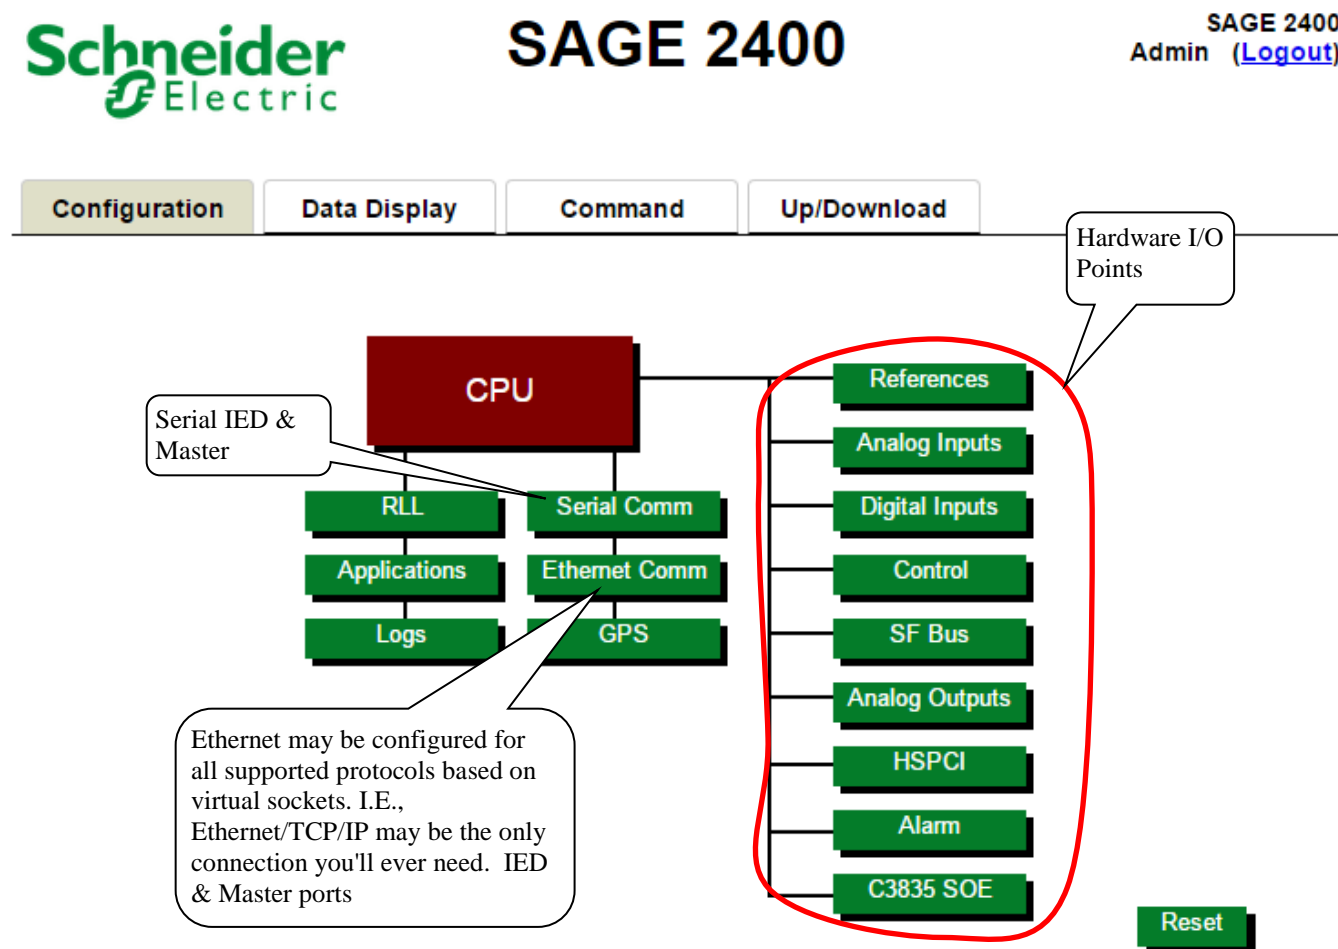 Schneider
Electric
SAGE 2400
SAGE 2400
Admin (Logout)
Configuration
Data Display
Command
Up/Download
Hardware I/O
Points
CPU
Serial IED &
Master
RLL
Applications
Logs
Serial Comm
Ethernet Comm
GPS
References
Analog Inputs
Digital Inputs
Control
SF Bus
Analog Outputs
HSPCI
Alarm
C3835 SOE
Ethernet may be configured for
all supported protocols based on
virtual sockets. I.E.,
Ethernet/TCP/IP may be the only
connection you'll ever need. IED
& Master ports
Reset